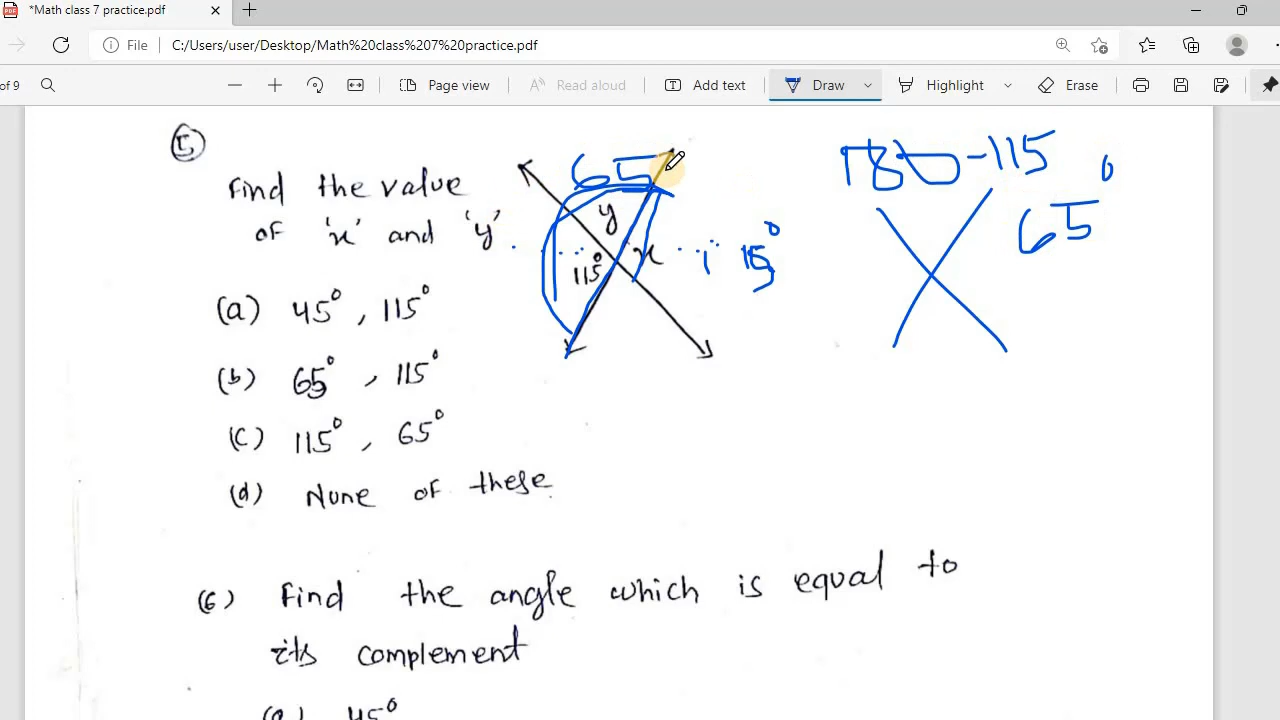 *Math class 7 practice.pdf
File C:/Users/user/Desktop/Math%20class%207%20practice.pdf
of 9 Page view Read aloud Add text Draw Highlight Erase
5
Find the value
of 'x' and 'y'
65
y
x
115°
115°
180-115
65°
(a) 45°, 115°
(b) 65°, 115°
(c) 115°, 65°
(d) None of these
(6) Find the angle which is equal to
its complement
(a) 45°